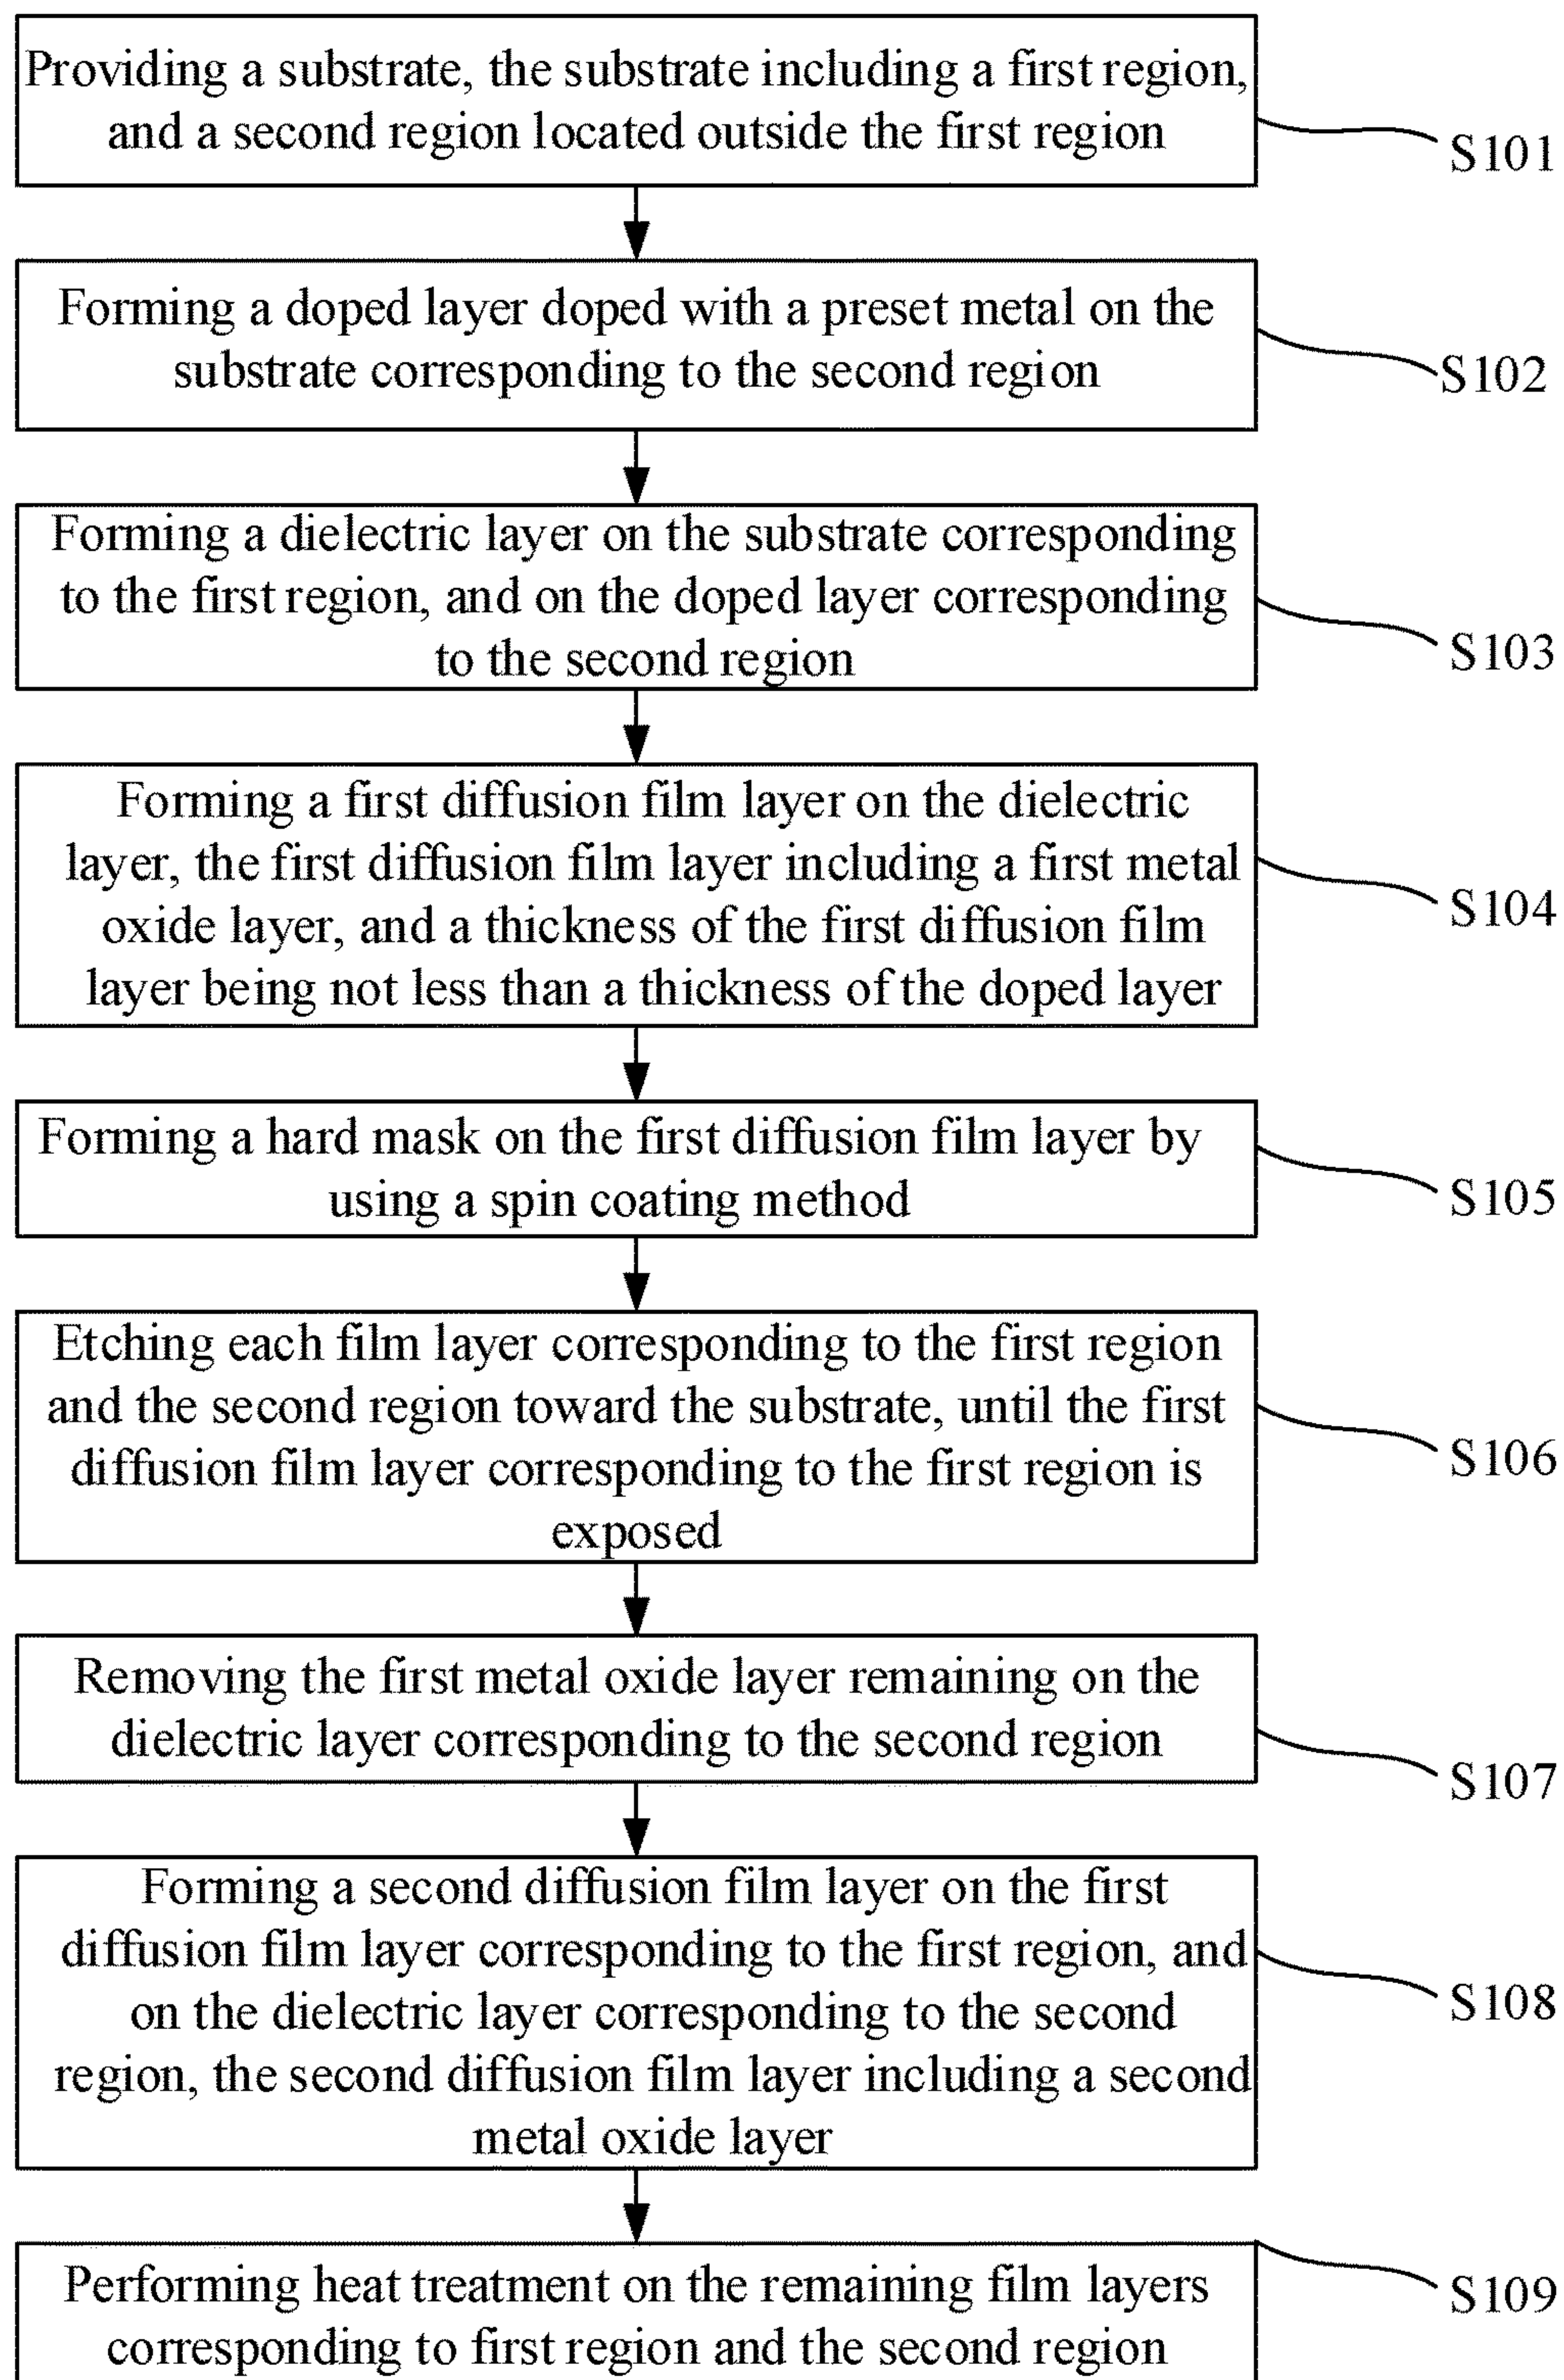 Providing a substrate, the substrate including a first region,
and a second region located outside the first region
S101
Forming a doped layer doped with a preset metal on the
substrate corresponding to the second region
S102
Forming a dielectric layer on the substrate corresponding
to the first region, and on the doped layer corresponding
to the second region
S103
Forming a first diffusion film layer on the dielectric
layer, the first diffusion film layer including a first metal
oxide layer, and a thickness of the first diffusion film
layer being not less than a thickness of the doped layer
S104
Forming a hard mask on the first diffusion film layer by
using a spin coating method
S105
Etching each film layer corresponding to the first region
and the second region toward the substrate, until the first
diffusion film layer corresponding to the first region is
exposed
S106
Removing the first metal oxide layer remaining on the
dielectric layer corresponding to the second region
S107
Forming a second diffusion film layer on the first
diffusion film layer corresponding to the first region, and
on the dielectric layer corresponding to the second
region, the second diffusion film layer including a second
metal oxide layer
S108
Performing heat treatment on the remaining film layers
corresponding to first region and the second region
S109